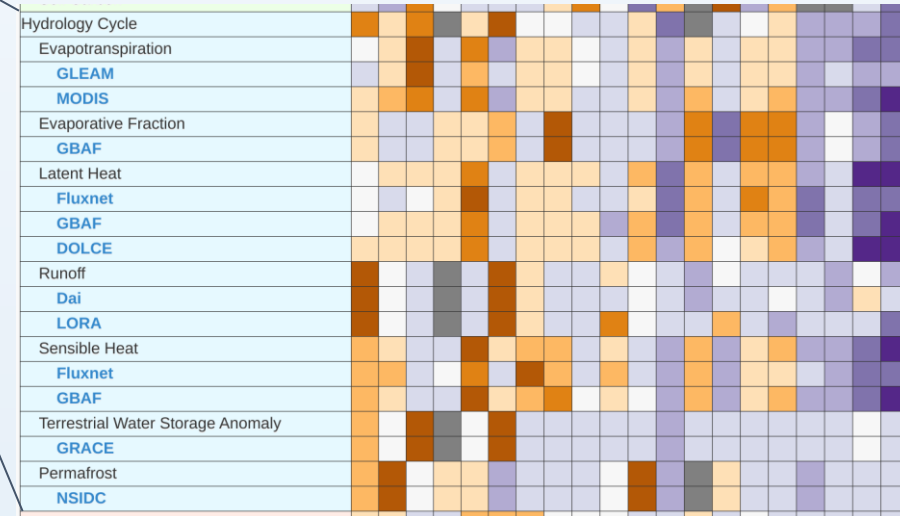 Hydrology Cycle
Evapotranspiration
GLEAM
MODIS
Evaporative Fraction
GBAF
Latent Heat
Fluxnet
GBAF
DOLCE
Runoff
Dai
LORA
Sensible Heat
Fluxnet
GBAF
Terrestrial Water Storage Anomaly
GRACE
Permafrost
NSIDC